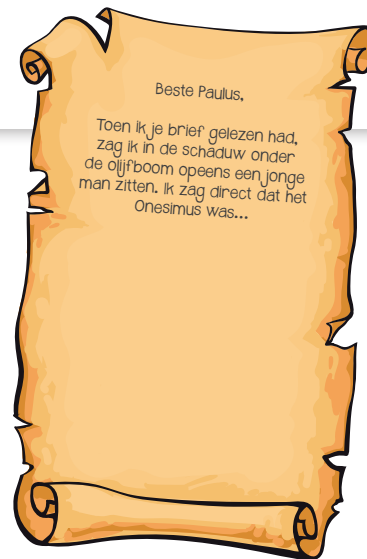 Beste Paulus,
Toen ik je brief gelezen had,
zag ik in de schaduw onder
de olijfboom opeens een jonge
man zitten. Ik zag direct dat het
Onesimus was...